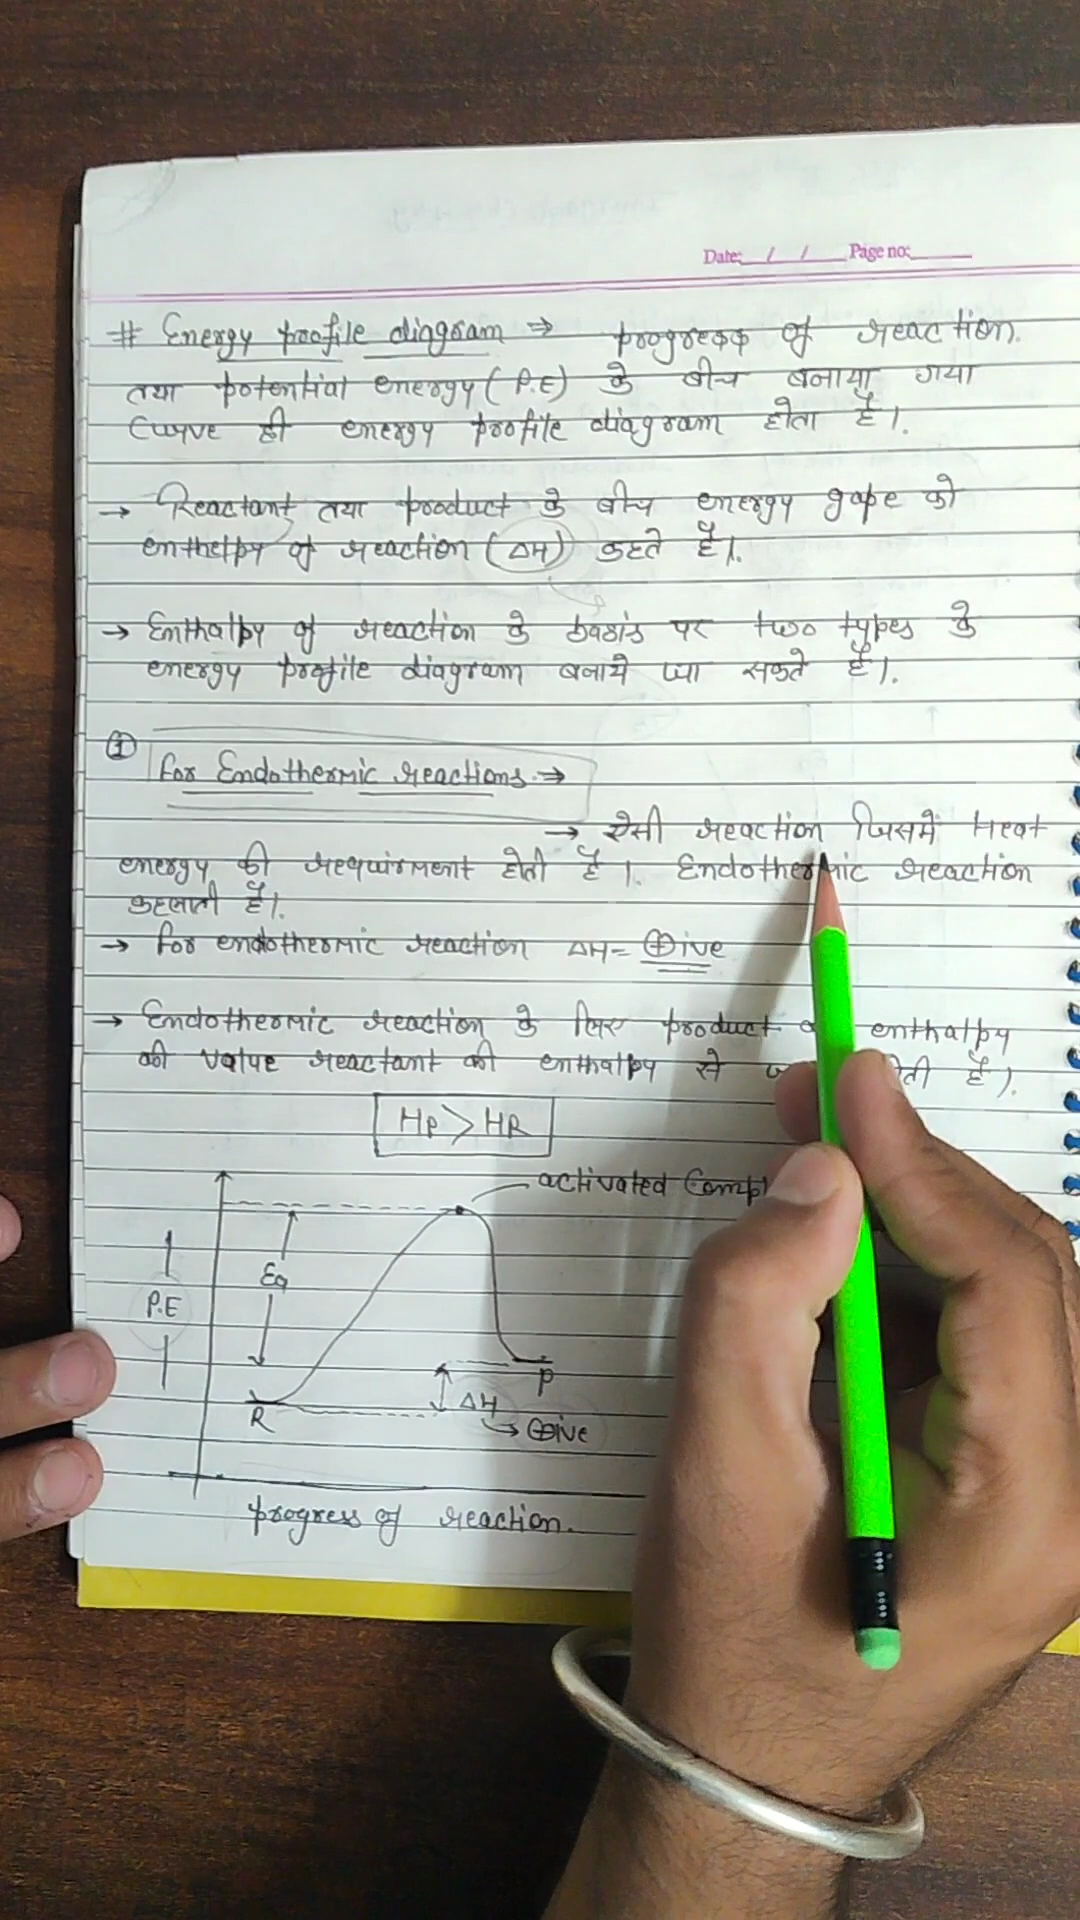 Date: / / Page no:
# Energy profile diagram ⇒ progress of reaction.
तथा potential energy (P.E) के बीच बनाया गया
Curve ही energy profile diagram होता है।.
→ Reactant तथा product के बीच energy gape को
enthelpy of reaction (ΔH) कहते है।.
→ Enthalpy of reaction के basis पर two types के
energy profile diagram बनाये जा सकते है।.
① for Endothermic reactions. ⇒
→ ऐसी reaction जिसमें Heat
energy की requirment होती है ।. Endothermic reaction
कहलाती है।.
→ for endothermic reaction ΔH = ⊕ive
→ Endothermic reaction के लिए product enthalpy
की value reactant की enthalpy से है।.
HP > HR
activated
Ea
P.E
P
ΔH
R
→ ⊕ive
progress of reaction.